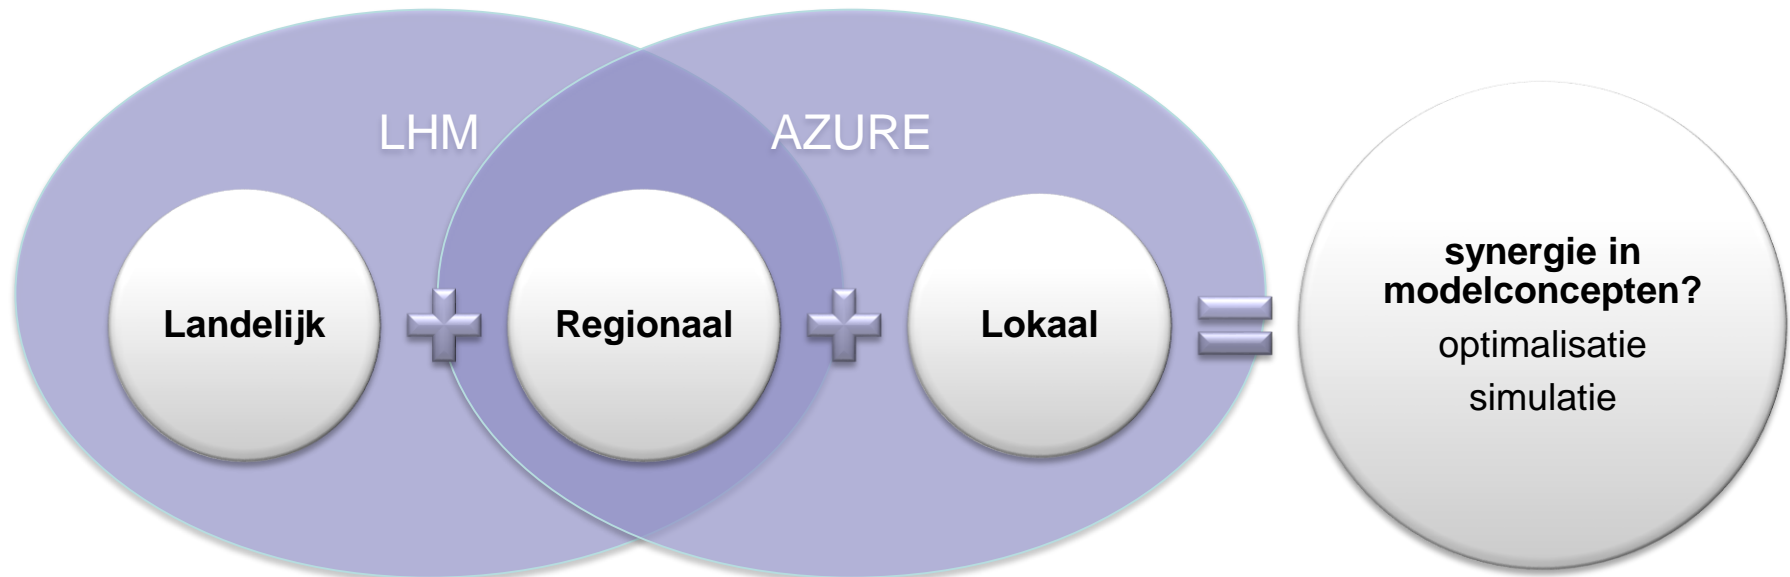 LHM
AZURE
Landelijk
Regionaal
Lokaal
synergie in
modelconcepten?
optimalisatie
simulatie